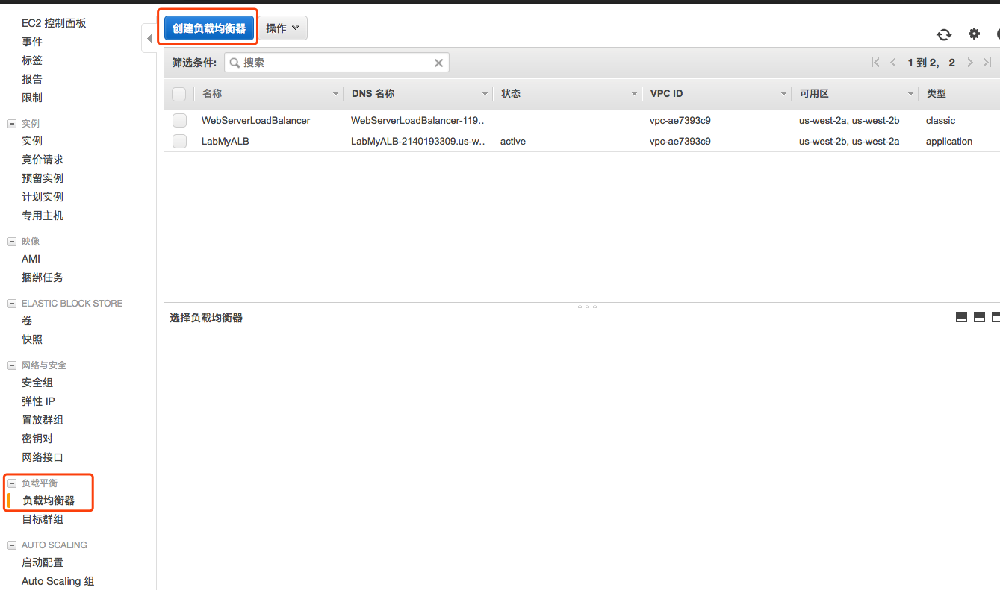 EC2 控制面板
事件
标签
报告
限制
实例
实例
竞价请求
预留实例
计划实例
专用主机
映像
AMI
捆绑任务
ELASTIC BLOCK STORE
卷
快照
网络与安全
安全组
弹性 IP
置放群组
密钥对
网络接口
负载平衡
负载均衡器
目标群组
AUTO SCALING
启动配置
Auto Scaling 组
创建负载均衡器 操作
筛选条件: 搜索 1 到 2, 2
名称 DNS 名称 状态 VPC ID 可用区 类型
WebServerLoadBalancer WebServerLoadBalancer-119.. vpc-ae7393c9 us-west-2a, us-west-2b classic
LabMyALB LabMyALB-2140193309.us-w.. active vpc-ae7393c9 us-west-2b, us-west-2a application
选择负载均衡器